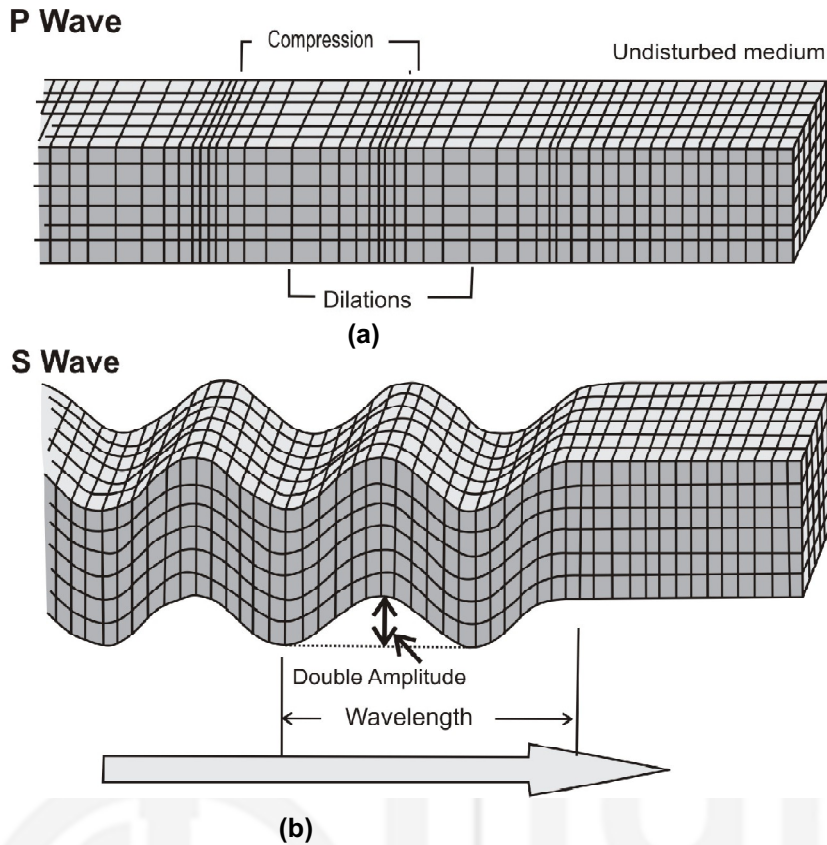 P Wave
Compression
Undisturbed medium
Dilations
(a)
S Wave
Double Amplitude
Wavelength
(b)